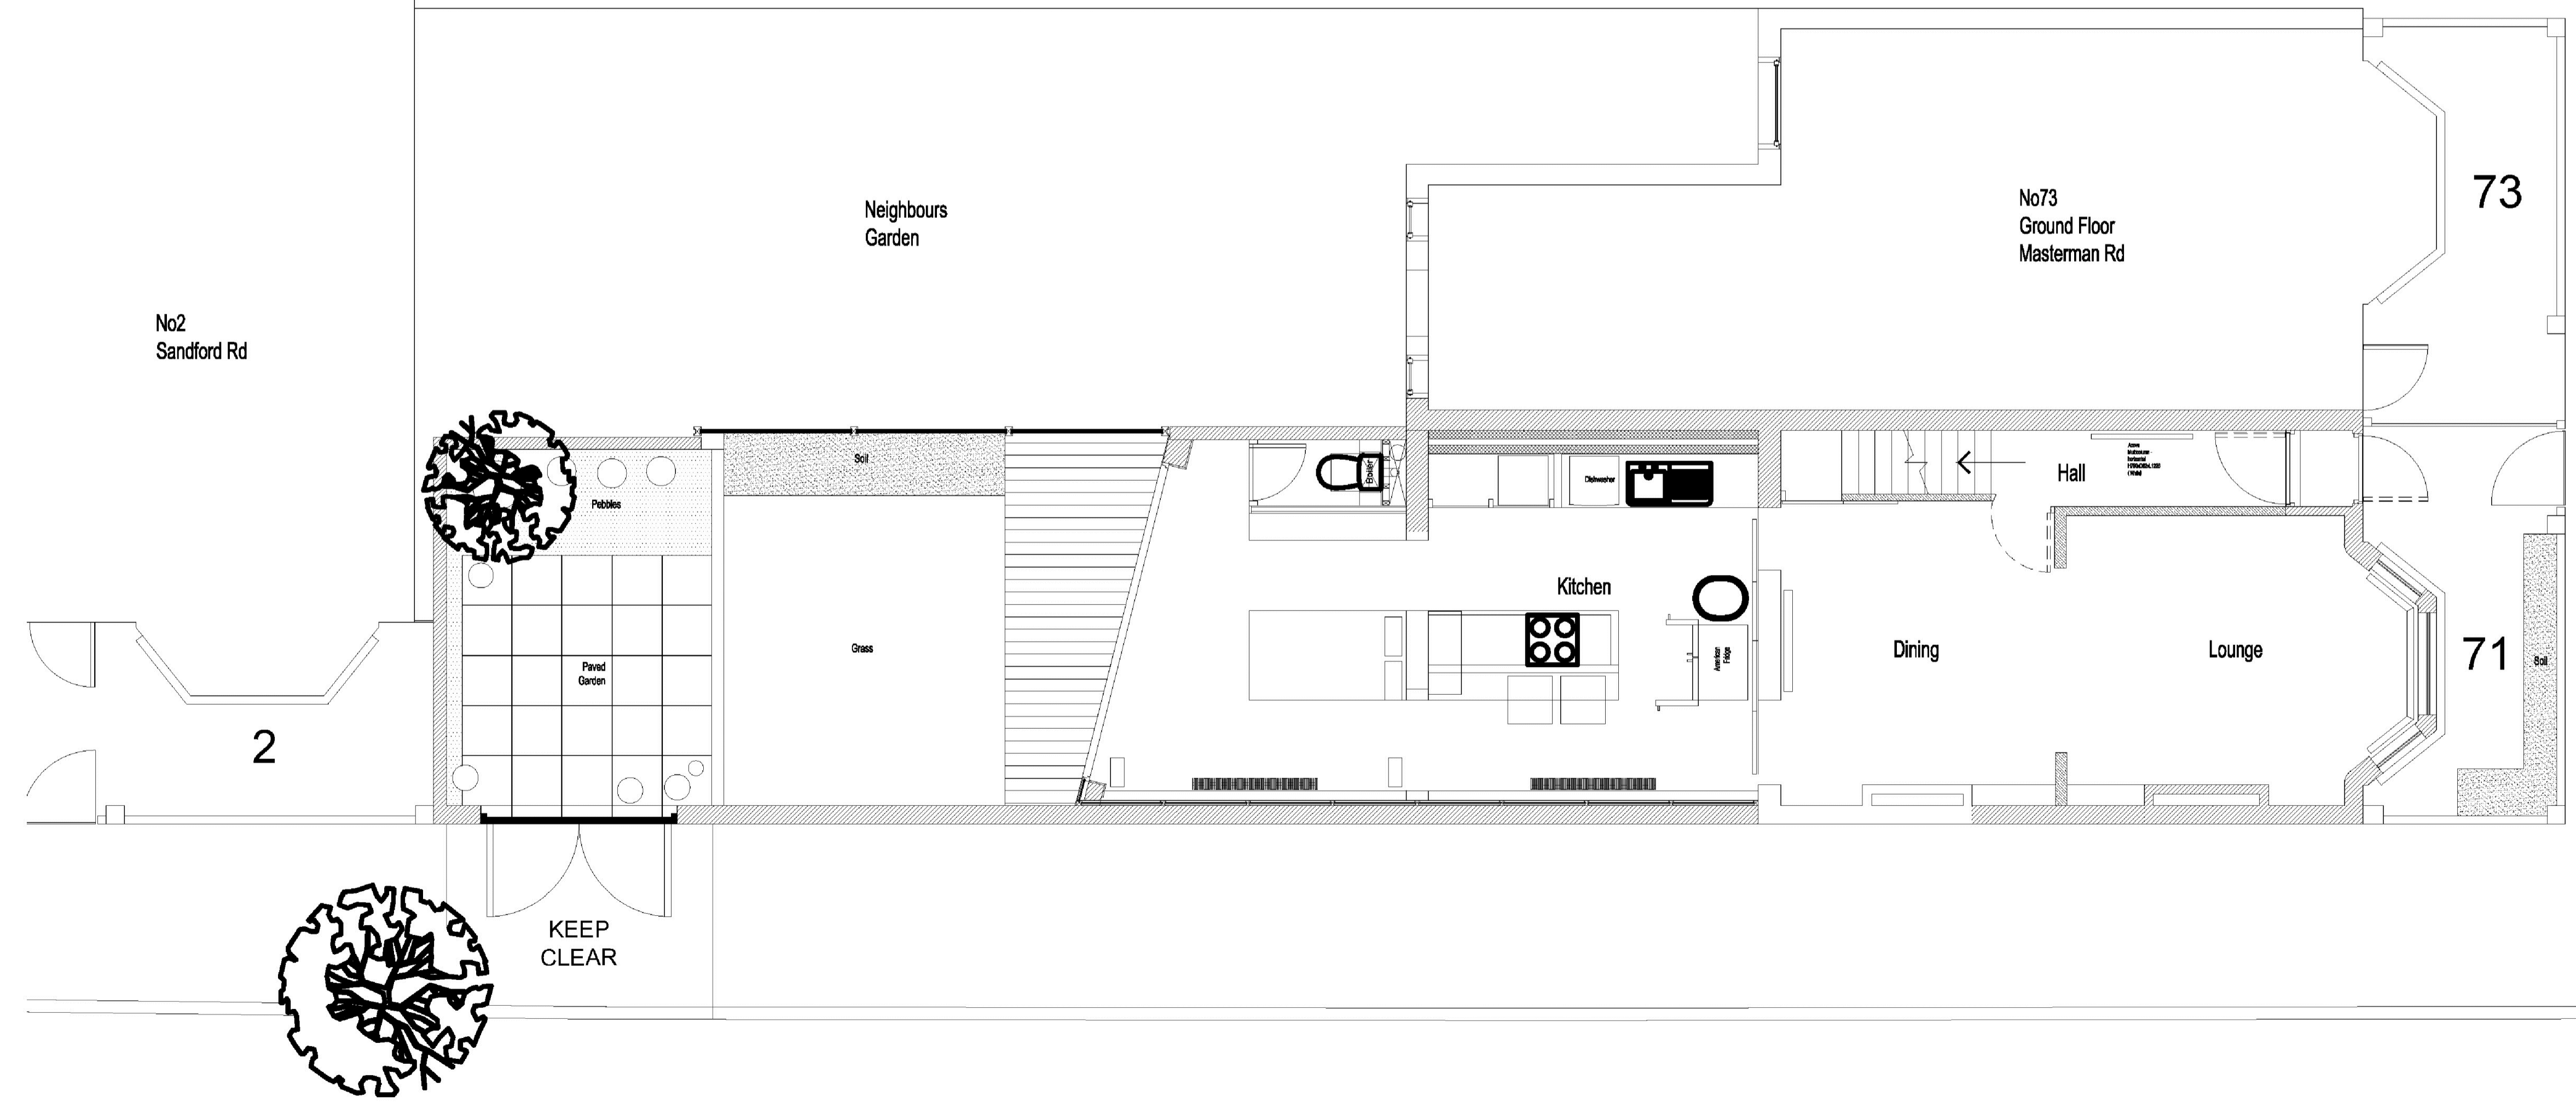 Neighbours
Garden
No73
Ground Floor
Masterman Rd
73
No2
Sandford Rd
Soil
Pebbles
Boiler
Dishwasher
Hall
Kitchen
American
Fridge
Dining
Lounge
71
Soil
Grass
Paved
Garden
2
KEEP
CLEAR